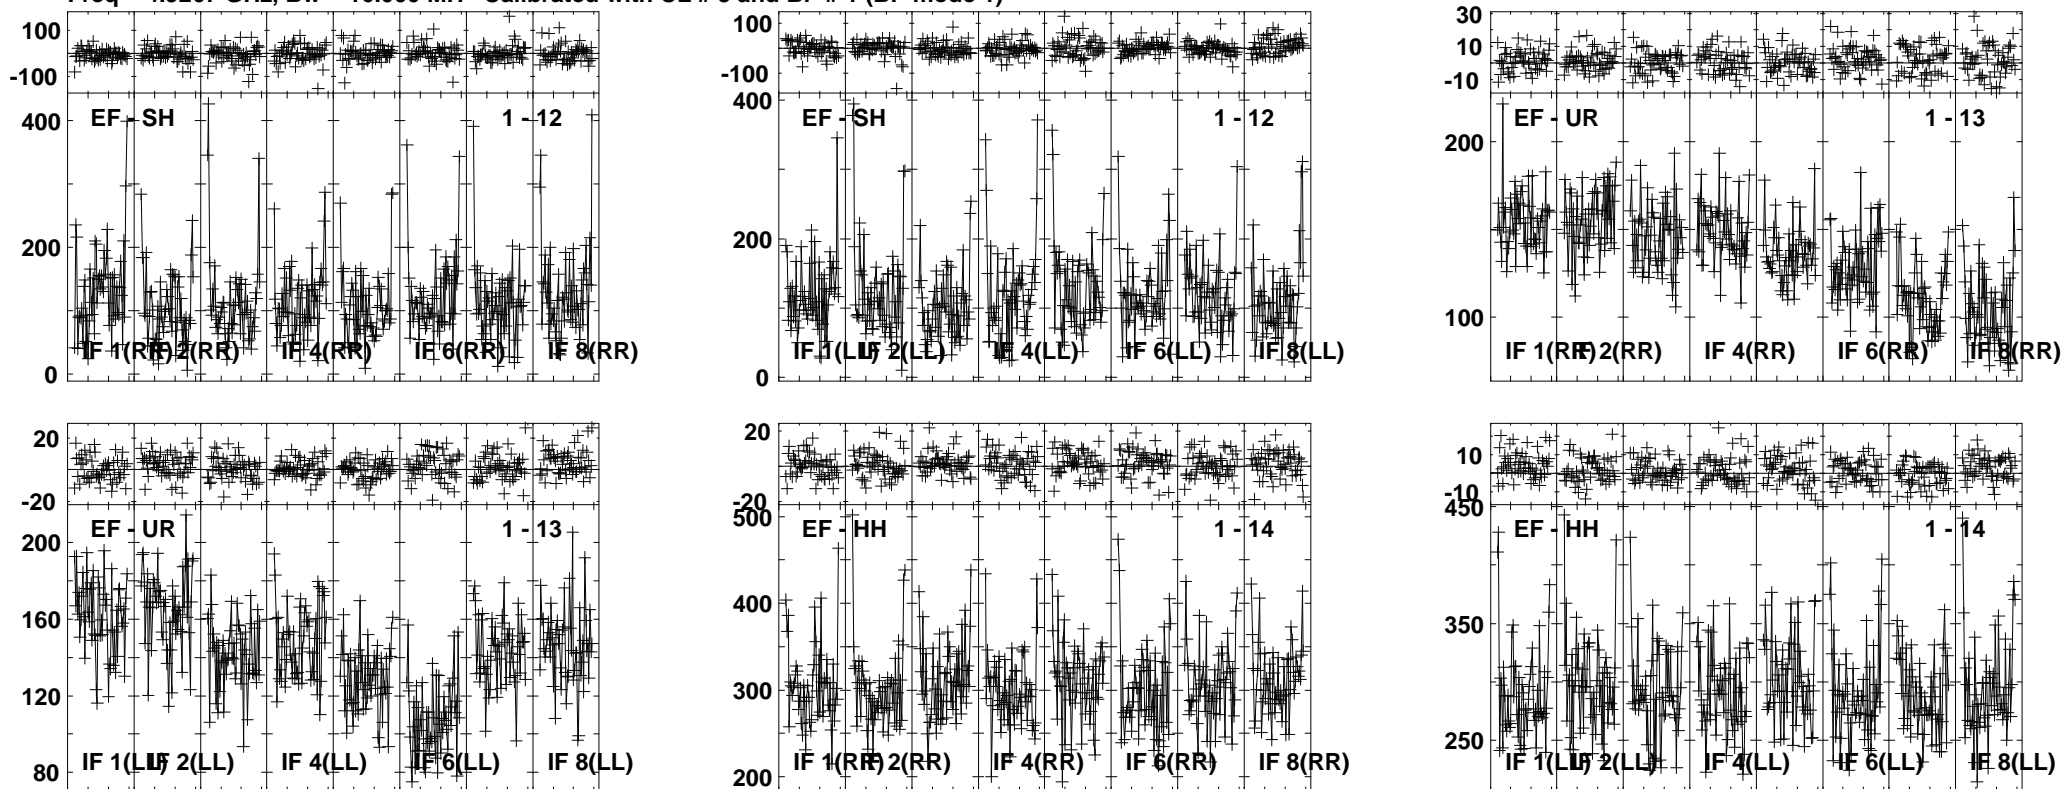 100
-100
EF - SH 1 - 12
400
200
0
IF 1(RR) IF 2(RR) IF 4(RR) IF 6(RR) IF 8(RR)
100
-100
400
EF - SH 1 - 12
200
0
IF 1(LL) IF 2(LL) IF 4(LL) IF 6(LL) IF 8(LL)
30
10
-10
EF - UR 1 - 13
200
100
IF 1(RR) IF 2(RR) IF 4(RR) IF 6(RR) IF 8(RR)
20
-20
EF - UR 1 - 13
200
160
120
80
IF 1(LL) IF 2(LL) IF 4(LL) IF 6(LL) IF 8(LL)
20
-20
500
EF - HH 1 - 14
400
300
200
IF 1(RR) IF 2(RR) IF 4(RR) IF 6(RR) IF 8(RR)
10
-10
450
EF - HH 1 - 14
350
250
IF 1(LL) IF 2(LL) IF 4(LL) IF 6(LL) IF 8(LL)